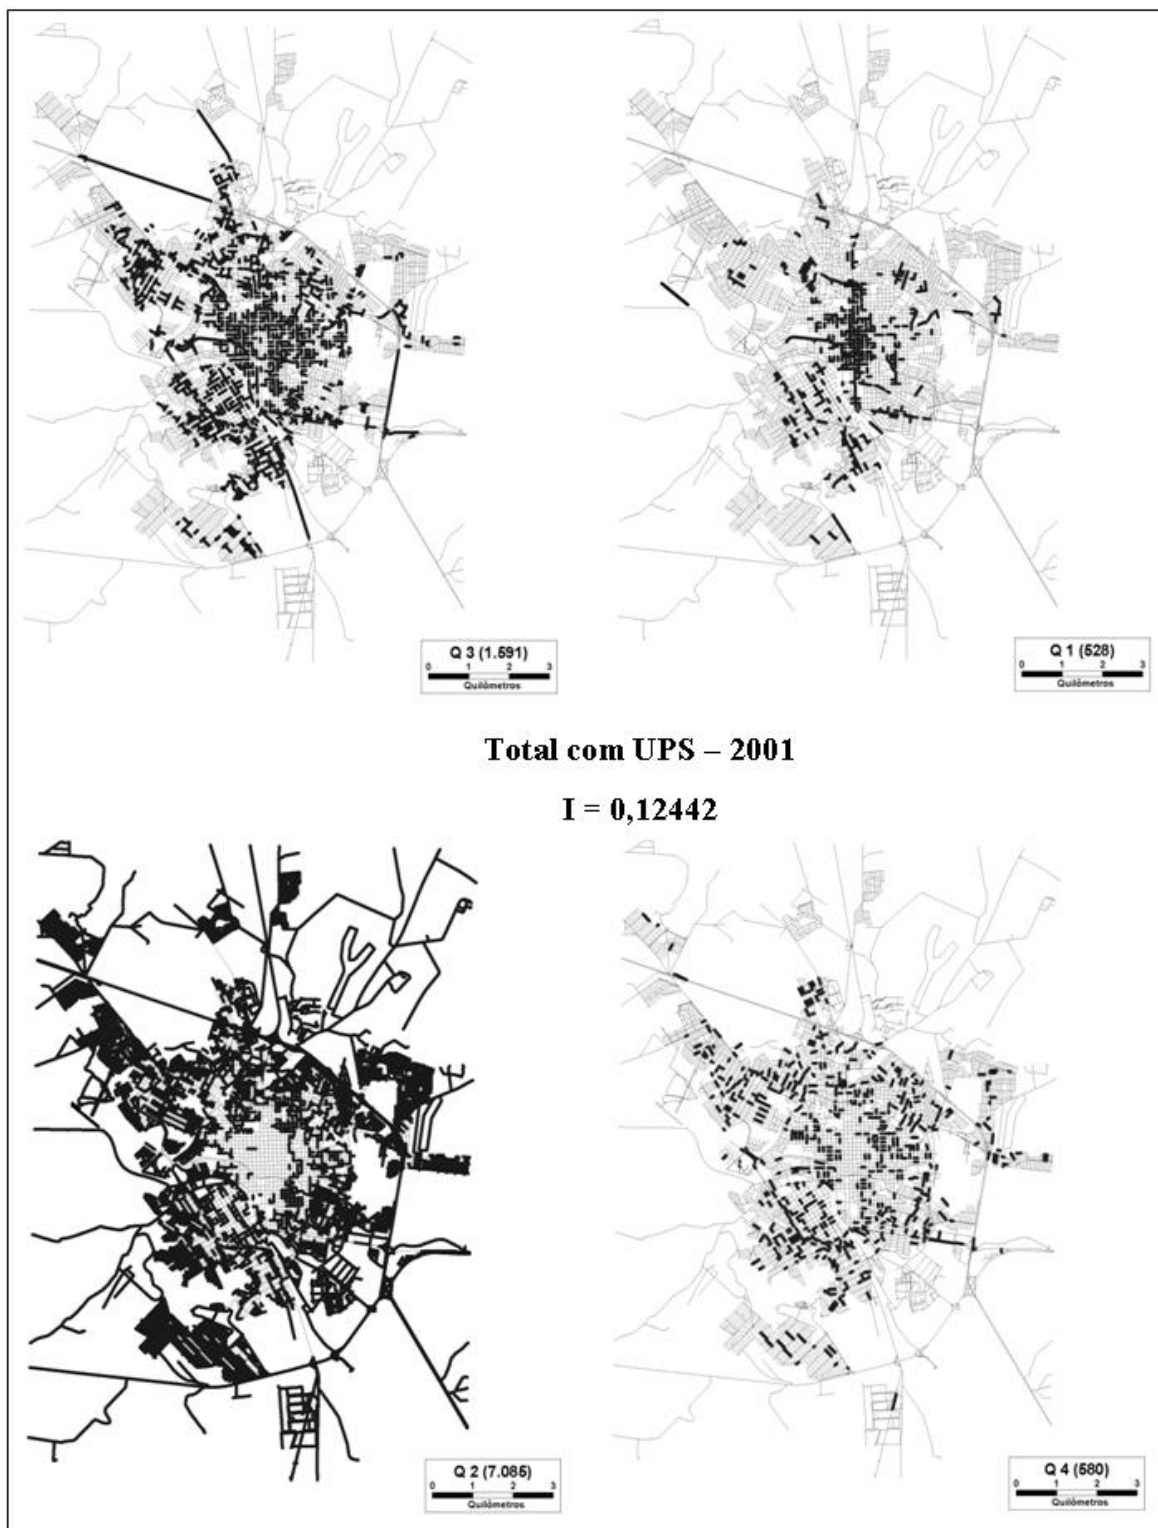 Q 3 (1.591)
0 1 2 3
Quilômetros
Q 1 (528)
0 1 2 3
Quilômetros
Total com UPS – 2001
I = 0,12442
Q 2 (7.085)
0 1 2 3
Quilômetros
Q 4 (580)
0 1 2 3
Quilômetros